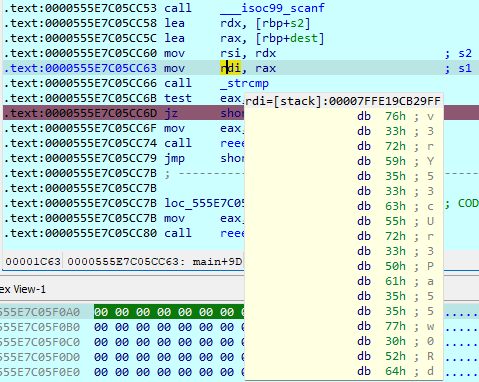 .text:0000555E7C05CC53 call ___isoc99_scanf
.text:0000555E7C05CC58 lea rdx, [rbp+s2]
.text:0000555E7C05CC5C lea rax, [rbp+dest]
.text:0000555E7C05CC60 mov rsi, rdx ; s2
.text:0000555E7C05CC63 mov rdi, rax ; s1
.text:0000555E7C05CC66 call _strcmp
.text:0000555E7C05CC6B test eax,
.text:0000555E7C05CC6D jz shor
.text:0000555E7C05CC6F mov eax,
.text:0000555E7C05CC74 call reee
.text:0000555E7C05CC79 jmp shor
.text:0000555E7C05CC7B ; ---------------
.text:0000555E7C05CC7B
.text:0000555E7C05CC7B loc_555E7C05 ; COD
.text:0000555E7C05CC7B mov eax,
.text:0000555E7C05CC80 call reee
rdi=[stack]:00007FFE19CB29FF
db 76h ; v
db 33h ; 3
db 72h ; r
db 59h ; Y
db 35h ; 5
db 33h ; 3
db 63h ; c
db 55h ; U
db 72h ; r
db 33h ; 3
db 50h ; P
db 61h ; a
db 35h ; 5
db 35h ; 5
db 77h ; w
db 30h ; 0
db 52h ; R
db 64h ; d
00001C63 0000555E7C05CC63: main+9D
ex View-1
555E7C05F0A0 00 00 00 00 00 00 00 .....
555E7C05F0B0 00 00 00 00 00 00 00 .....
555E7C05F0C0 00 00 00 00 00 00 00 .....
555E7C05F0D0 00 00 00 00 00 00 00 .....
555E7C05F0E0 00 00 00 00 00 00 00 .....